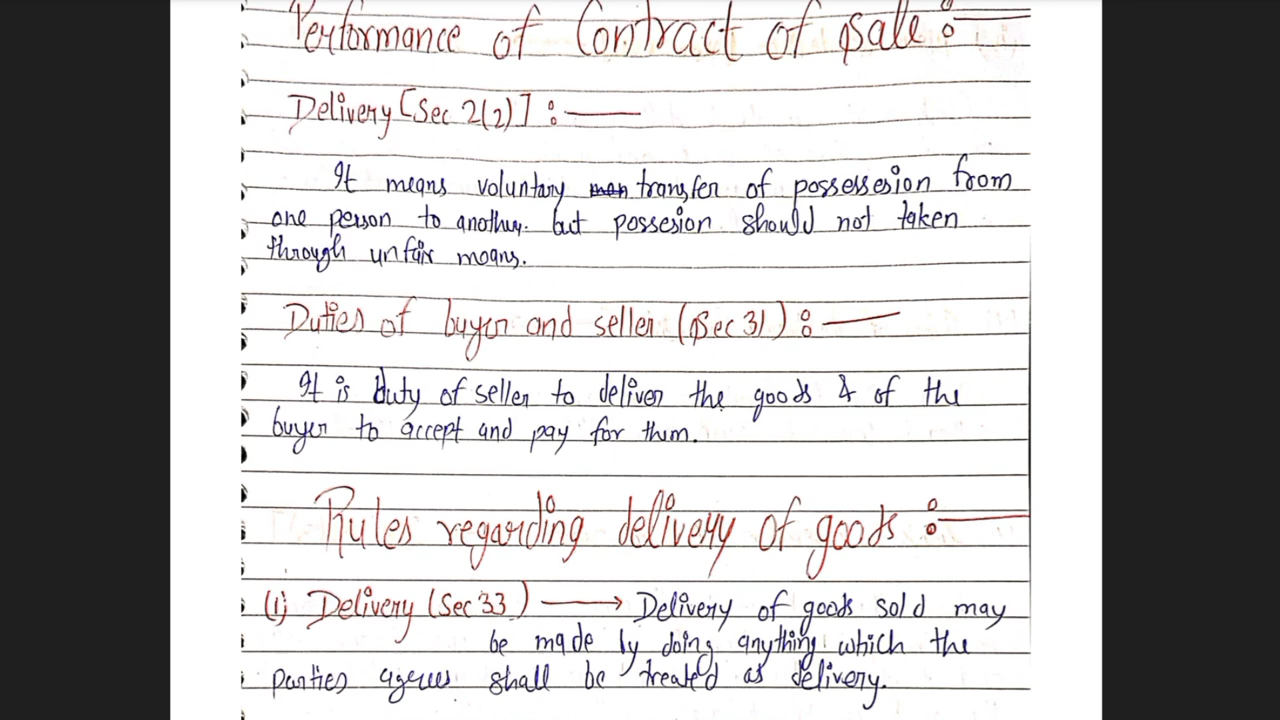 Performance of Contract of Sale :—
Delivery [Sec 2(2)] :—
It means voluntary transfer of possessesion from
one person to another. but possesion should not taken
through unfair means.
Duties of buyer and seller (Sec 31) :—
It is duty of seller to deliver the goods & of the
buyer to accept and pay for them.
Rules regarding delivery of goods :—
(i) Delivery (Sec 33) ⟶ Delivery of goods sold may
be made by doing anything which the
parties agrees shall be treated as delivery.